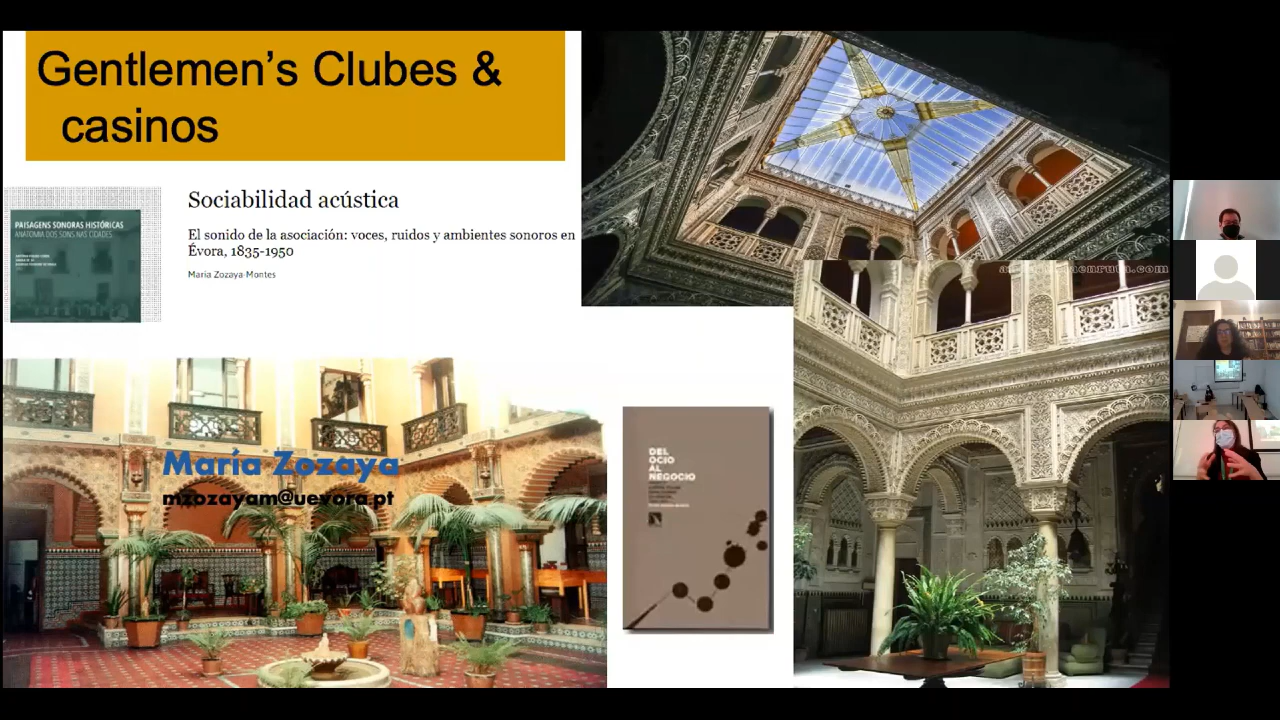 Gentlemen's Clubes &
casinos
Sociabilidad acústica
El sonido de la asociación: voces, ruidos y ambientes sonoros en
Évora, 1835-1950
Maria Zozaya-Montes
PAISAGENS SONORAS HISTÓRICAS
ANATOMIA DOS SONS NAS CIDADES
María Zozaya
mzozayam@uevora.pt
DEL
OCIO
AL
NEGOCIO